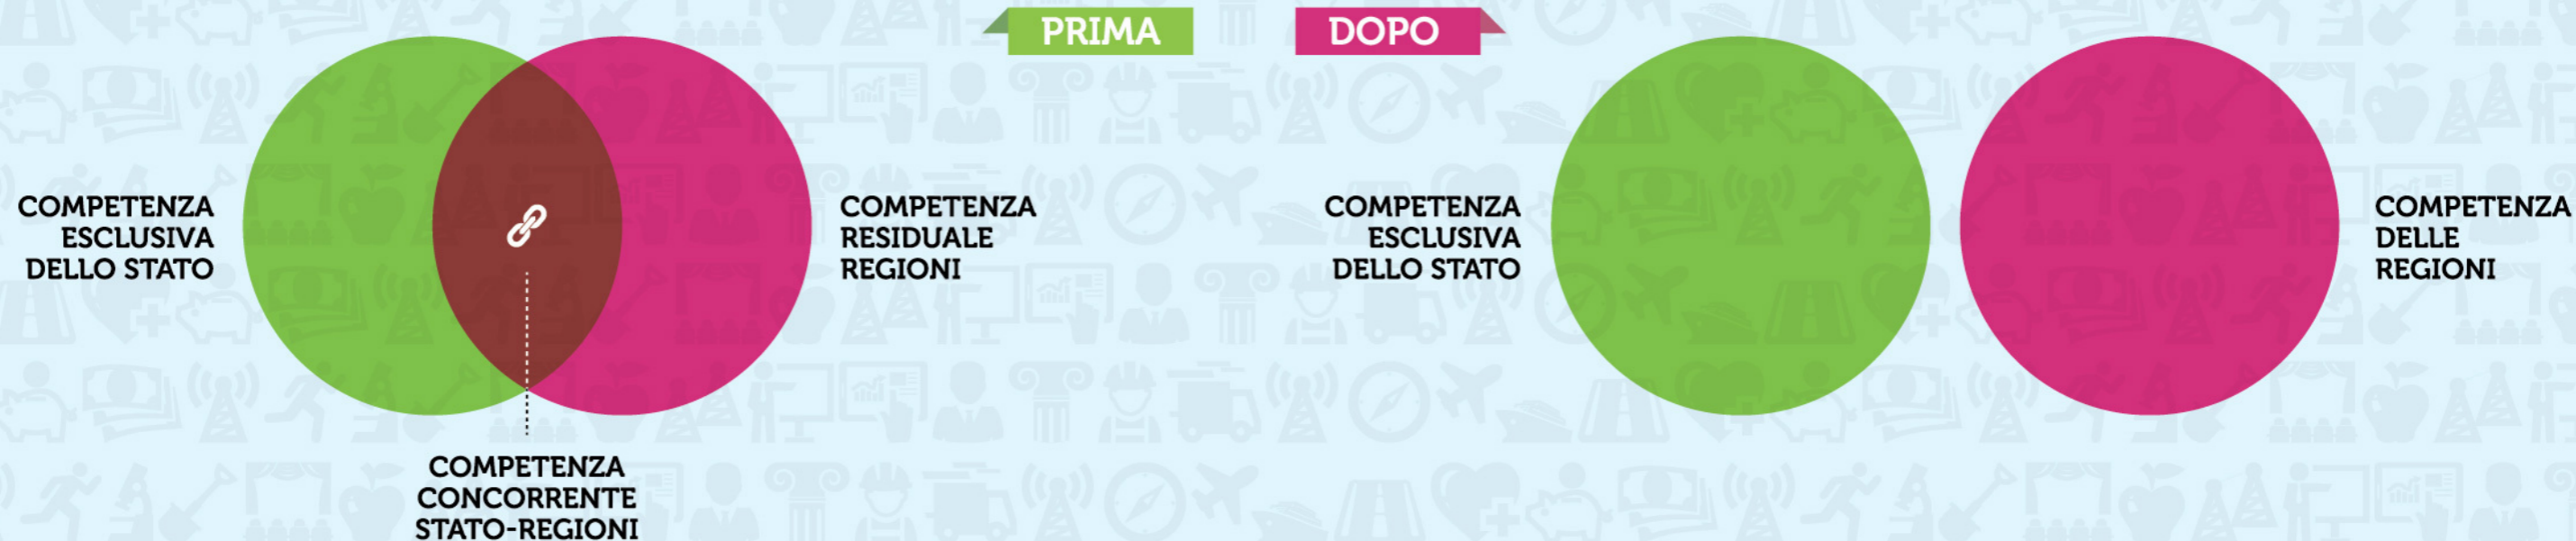 PRIMA
DOPO
COMPETENZA
ESCLUSIVA
DELLO STATO
COMPETENZA
RESIDUALE
REGIONI
COMPETENZA
CONCORRENTE
STATO-REGIONI
COMPETENZA
ESCLUSIVA
DELLO STATO
COMPETENZA
DELLE
REGIONI